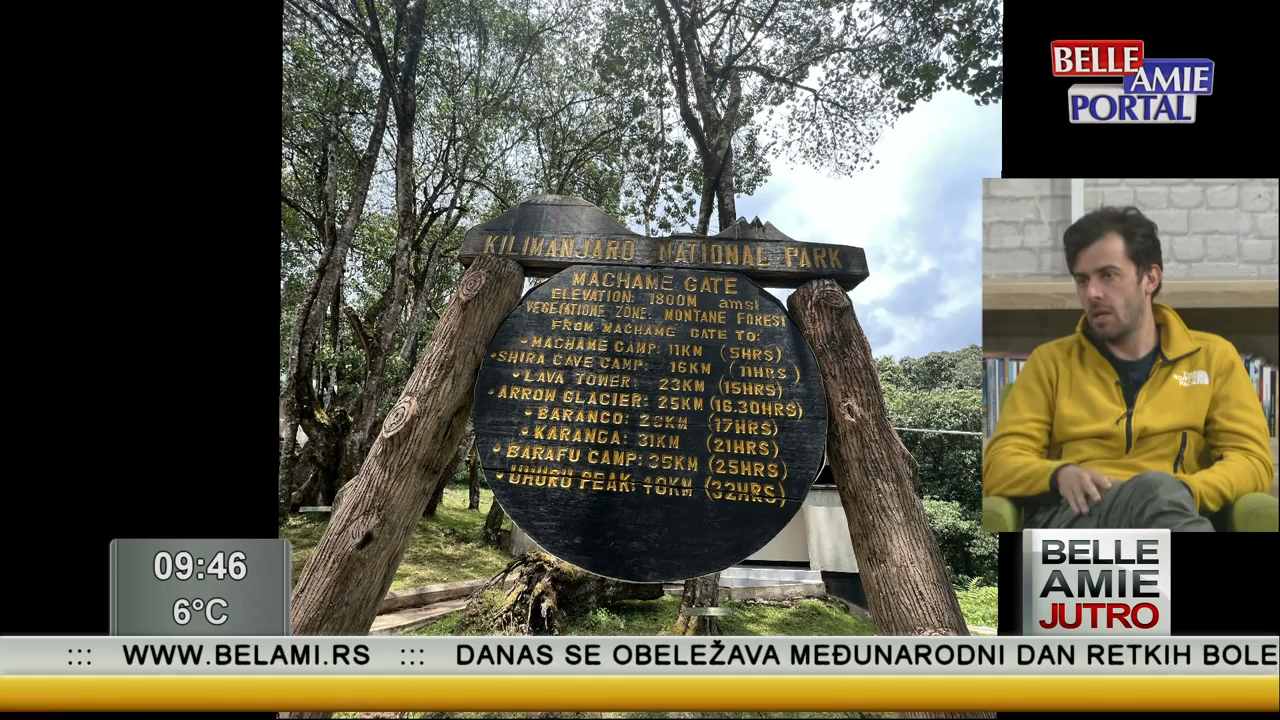 BELLE
AMIE
PORTAL
KILIMANJARO NATIONAL PARK
MACHAME GATE
ELEVATION: 1800M amsl
VEGETATIONE ZONE: MONTANE FOREST
FROM MACHAME GATE TO:
•MACHAME CAMP: 11KM (5HRS)
•SHIRA CAVE CAMP: 16KM (11HRS)
•LAVA TOWER: 23KM (15HRS)
•ARROW GLACIER: 25KM (16.30HRS)
•BARANCO: KM (17HRS)
•KARANGA: 31KM (21HRS)
•BARAFU CAMP: 35KM (25HRS)
•UHURU PEAK: 40KM (32HRS)
THE
NORTH
FACE
09:46
6°C
BELLE
AMIE
JUTRO
::: WWW.BELAMI.RS ::: DANAS SE OBELEŽAVA MEĐUNARODNI DAN RETKIH BOLE